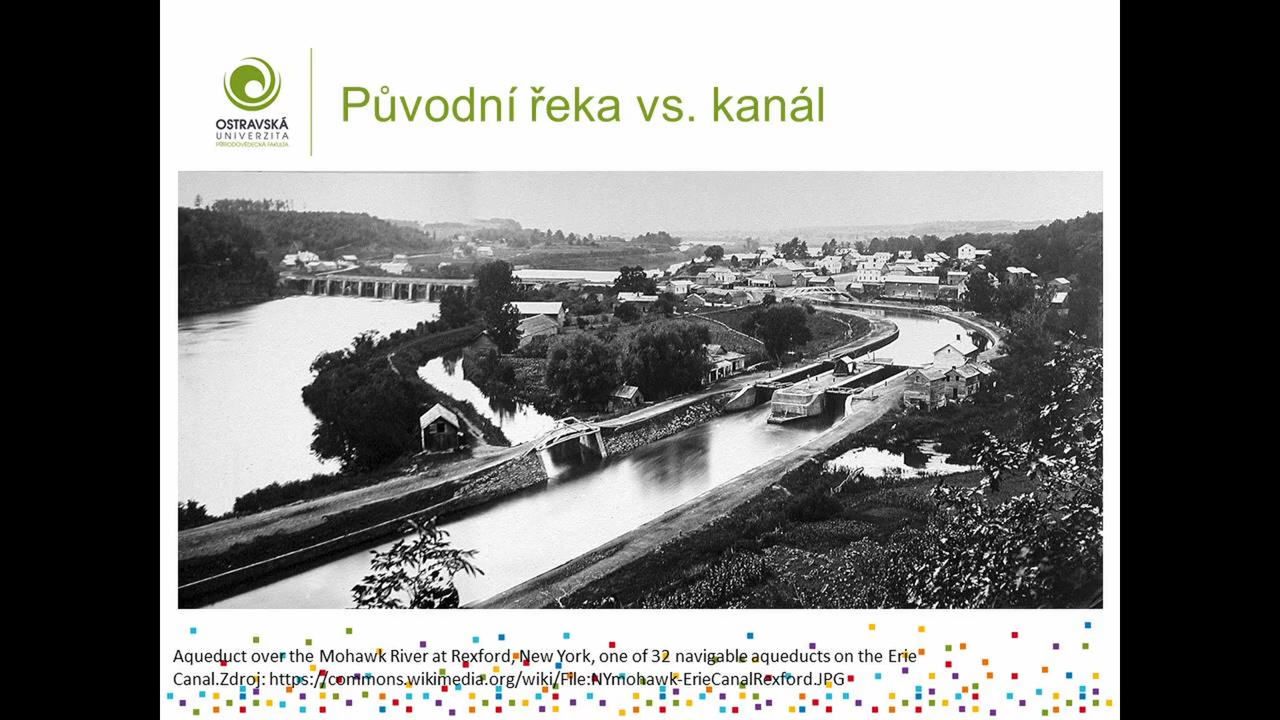 Původní řeka vs. kanál
OSTRAVSKÁ
UNIVERZITA
PŘÍRODOVĚDECKÁ FAKULTA
Aqueduct over the Mohawk River at Rexford, New York, one of 32 navigable aqueducts on the Erie
Canal.Zdroj: https://commons.wikimedia.org/wiki/File:NYmohawk-ErieCanalRexford.JPG